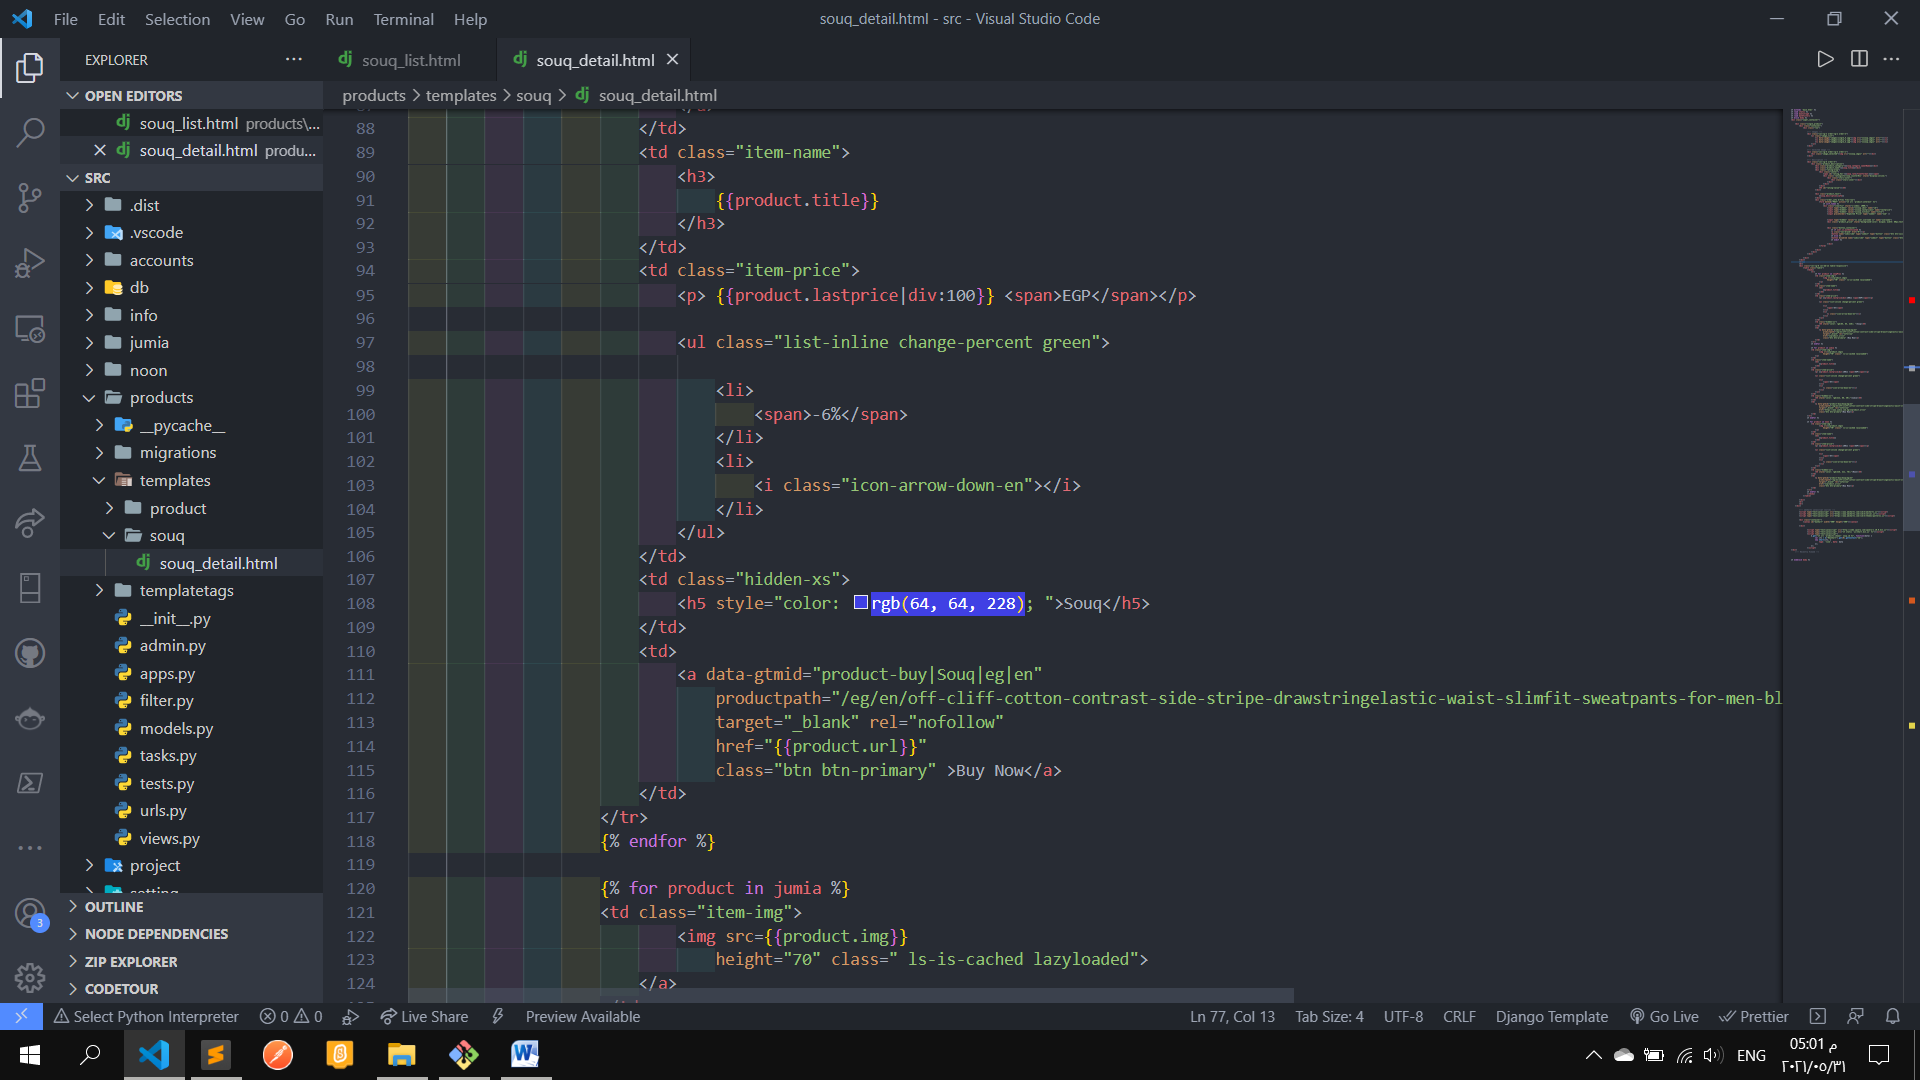 File Edit Selection View Go Run Terminal Help
souq_detail.html - src - Visual Studio Code
EXPLORER
souq_list.html
souq_detail.html
OPEN EDITORS
souq_list.html products\...
souq_detail.html produ...
SRC
.dist
.vscode
accounts
db
info
jumia
noon
products
__pycache__
migrations
templates
product
souq
souq_detail.html
templatetags
__init__.py
admin.py
apps.py
filter.py
models.py
tasks.py
tests.py
urls.py
views.py
project
setting
OUTLINE
NODE DEPENDENCIES
ZIP EXPLORER
CODETOUR
products > templates > souq > souq_detail.html
88 </td>
89 <td class="item-name">
90 <h3>
91 {{product.title}}
92 </h3>
93 </td>
94 <td class="item-price">
95 <p> {{product.lastprice|div:100}} <span>EGP</span></p>
96
97 <ul class="list-inline change-percent green">
98
99 <li>
100 <span>-6%</span>
101 </li>
102 <li>
103 <i class="icon-arrow-down-en"></i>
104 </li>
105 </ul>
106 </td>
107 <td class="hidden-xs">
108 <h5 style="color: rgb(64, 64, 228); ">Souq</h5>
109 </td>
110 <td>
111 <a data-gtmid="product-buy|Souq|eg|en"
112 productpath="/eg/en/off-cliff-cotton-contrast-side-stripe-drawstringelastic-waist-slimfit-sweatpants-for-men-bl
113 target="_blank" rel="nofollow"
114 href="{{product.url}}"
115 class="btn btn-primary" >Buy Now</a>
116 </td>
117 </tr>
118 {% endfor %}
119
120 {% for product in jumia %}
121 <td class="item-img">
122 <img src={{product.img}}
123 height="70" class=" ls-is-cached lazyloaded">
124 </a>
3
Select Python Interpreter 0 0 Live Share Preview Available
Ln 77, Col 13 Tab Size: 4 UTF-8 CRLF Django Template Go Live Prettier
ENG
05:01 م
٢٠٢١/٠٥/٣١